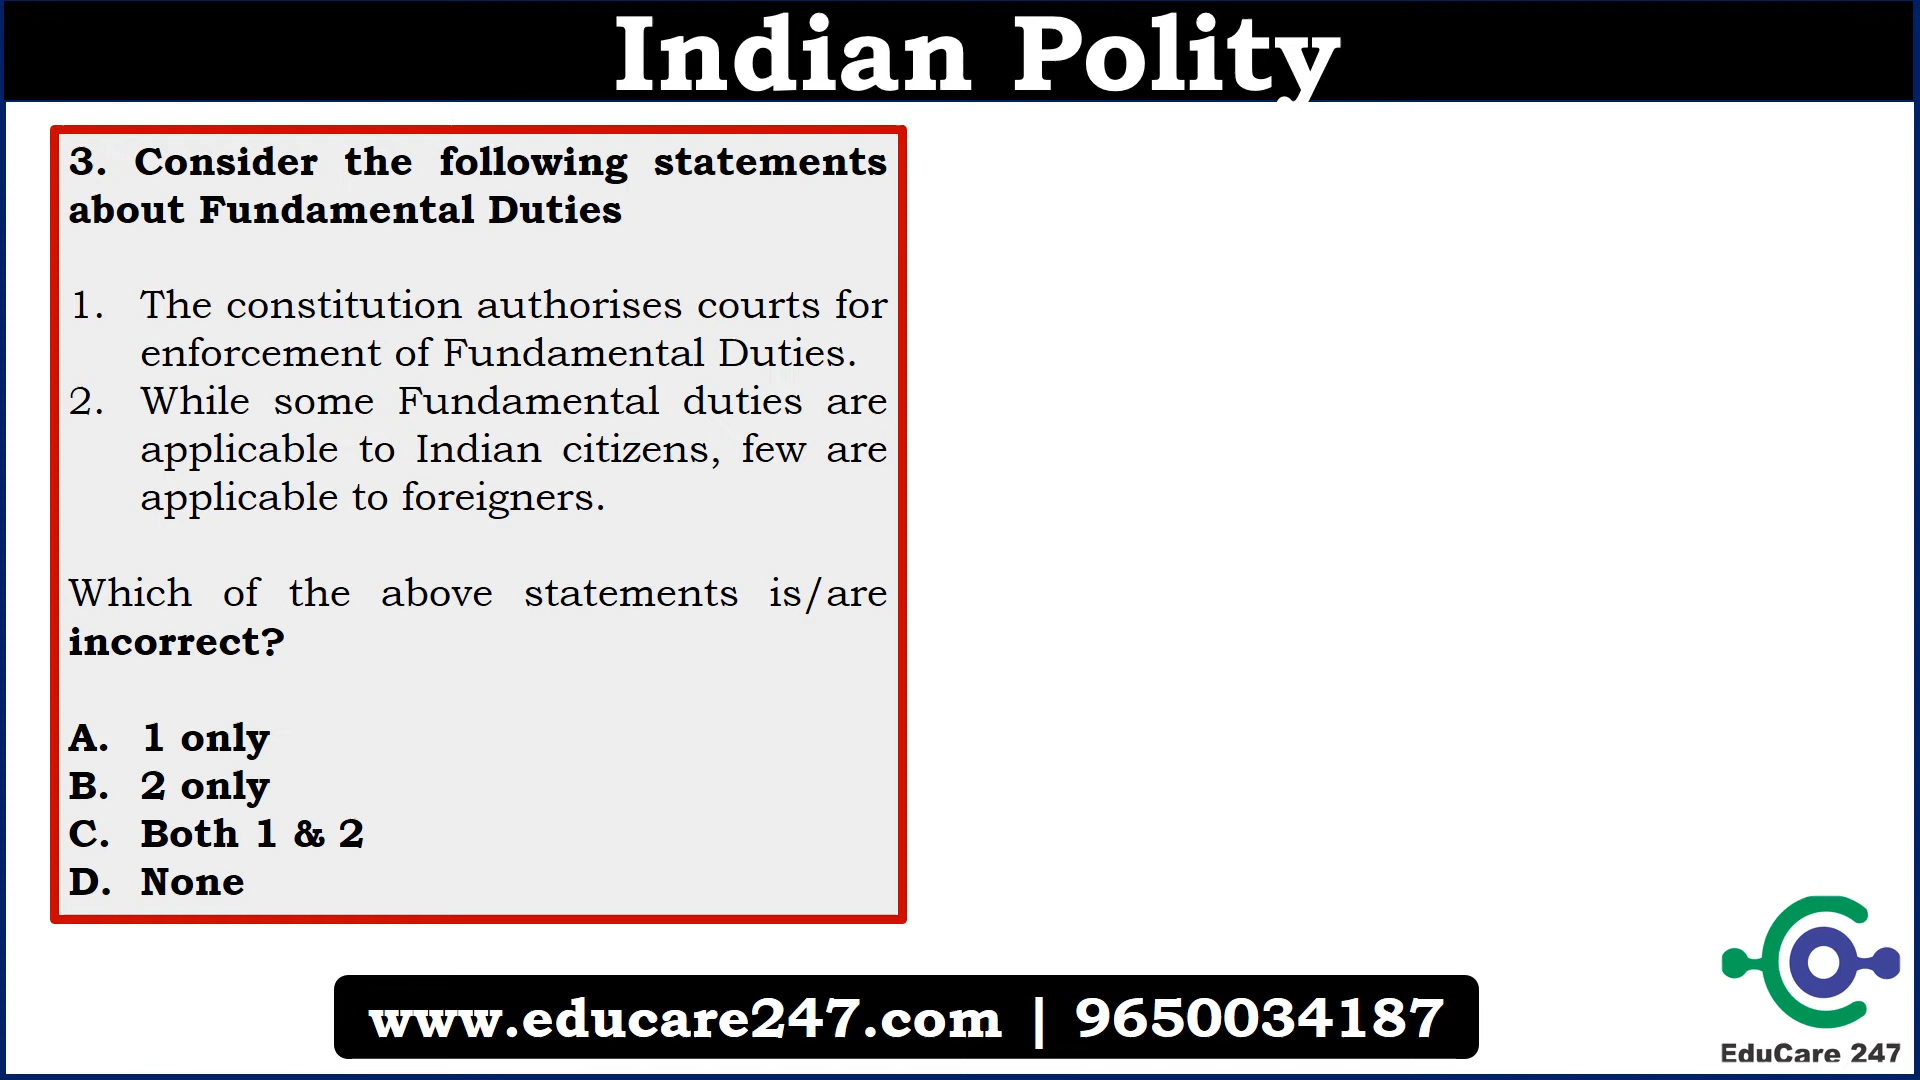 Indian Polity
3. Consider the following statements
about Fundamental Duties
1. The constitution authorises courts for
enforcement of Fundamental Duties.
2. While some Fundamental duties are
applicable to Indian citizens, few are
applicable to foreigners.
Which of the above statements is/are
incorrect?
A. 1 only
B. 2 only
C. Both 1 & 2
D. None
www.educare247.com | 9650034187
EduCare 247